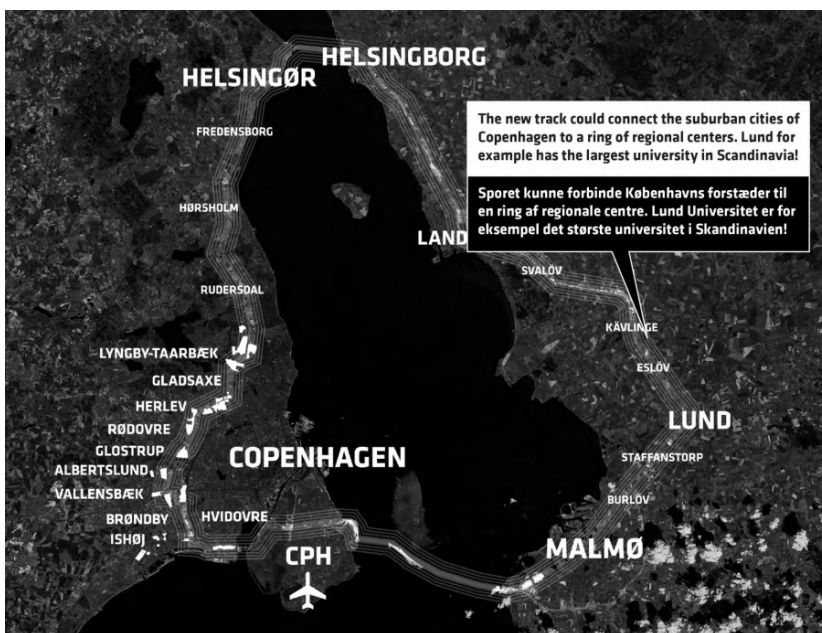 HELSINGBORG
HELSINGØR
FREDENSBORG
The new track could connect the suburban cities of
Copenhagen to a ring of regional centers. Lund for
example has the largest university in Scandinavia!
Sporet kunne forbinde Københavns forstæder til
en ring af regionale centre. Lund Universitet er for
eksempel det største universitet i Skandinavien!
HØRSHOLM
LAND
SVALÖV
RUDERSDAL
KÄVLINGE
LYNGBY-TAARBÆK
ESLÖV
GLADSAXE
HERLEV
LUND
RØDOVRE
GLOSTRUP
COPENHAGEN
STAFFANSTORP
ALBERTSLUND
VALLENSBÆK
BURLÖV
BRØNDBY
HVIDOVRE
ISHØJ
MALMØ
CPH